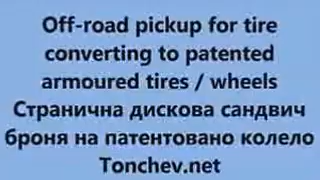 Off-road pickup for tire
converting to patented
armoured tires / wheels
Странична дискова сандвич
броня на патентовано колело
Tonchev.net